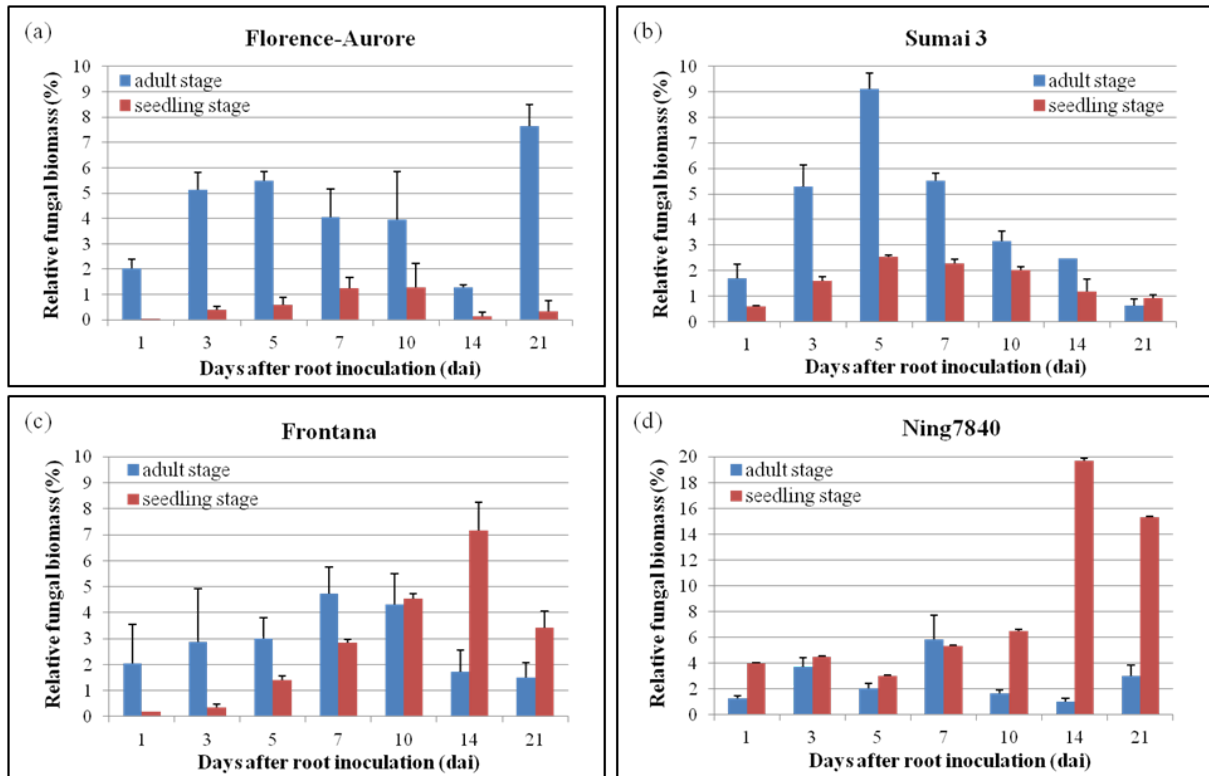 (a)
Florence-Aurore
adult stage
seedling stage
Relative fungal biomass (%)
10
9
8
7
6
5
4
3
2
1
0
1 3 5 7 10 14 21
Days after root inoculation (dai)
(b)
Sumai 3
adult stage
seedling stage
Relative fungal biomass (%)
10
9
8
7
6
5
4
3
2
1
0
1 3 5 7 10 14 21
Days after root inoculation (dai)
(c)
Frontana
adult stage
seedling stage
Relative fungal biomass (%)
10
9
8
7
6
5
4
3
2
1
0
1 3 5 7 10 14 21
Days after root inoculation (dai)
(d)
Ning7840
adult stage
seedling stage
Relative fungal biomass (%)
20
18
16
14
12
10
8
6
4
2
0
1 3 5 7 10 14 21
Days after root inoculation (dai)